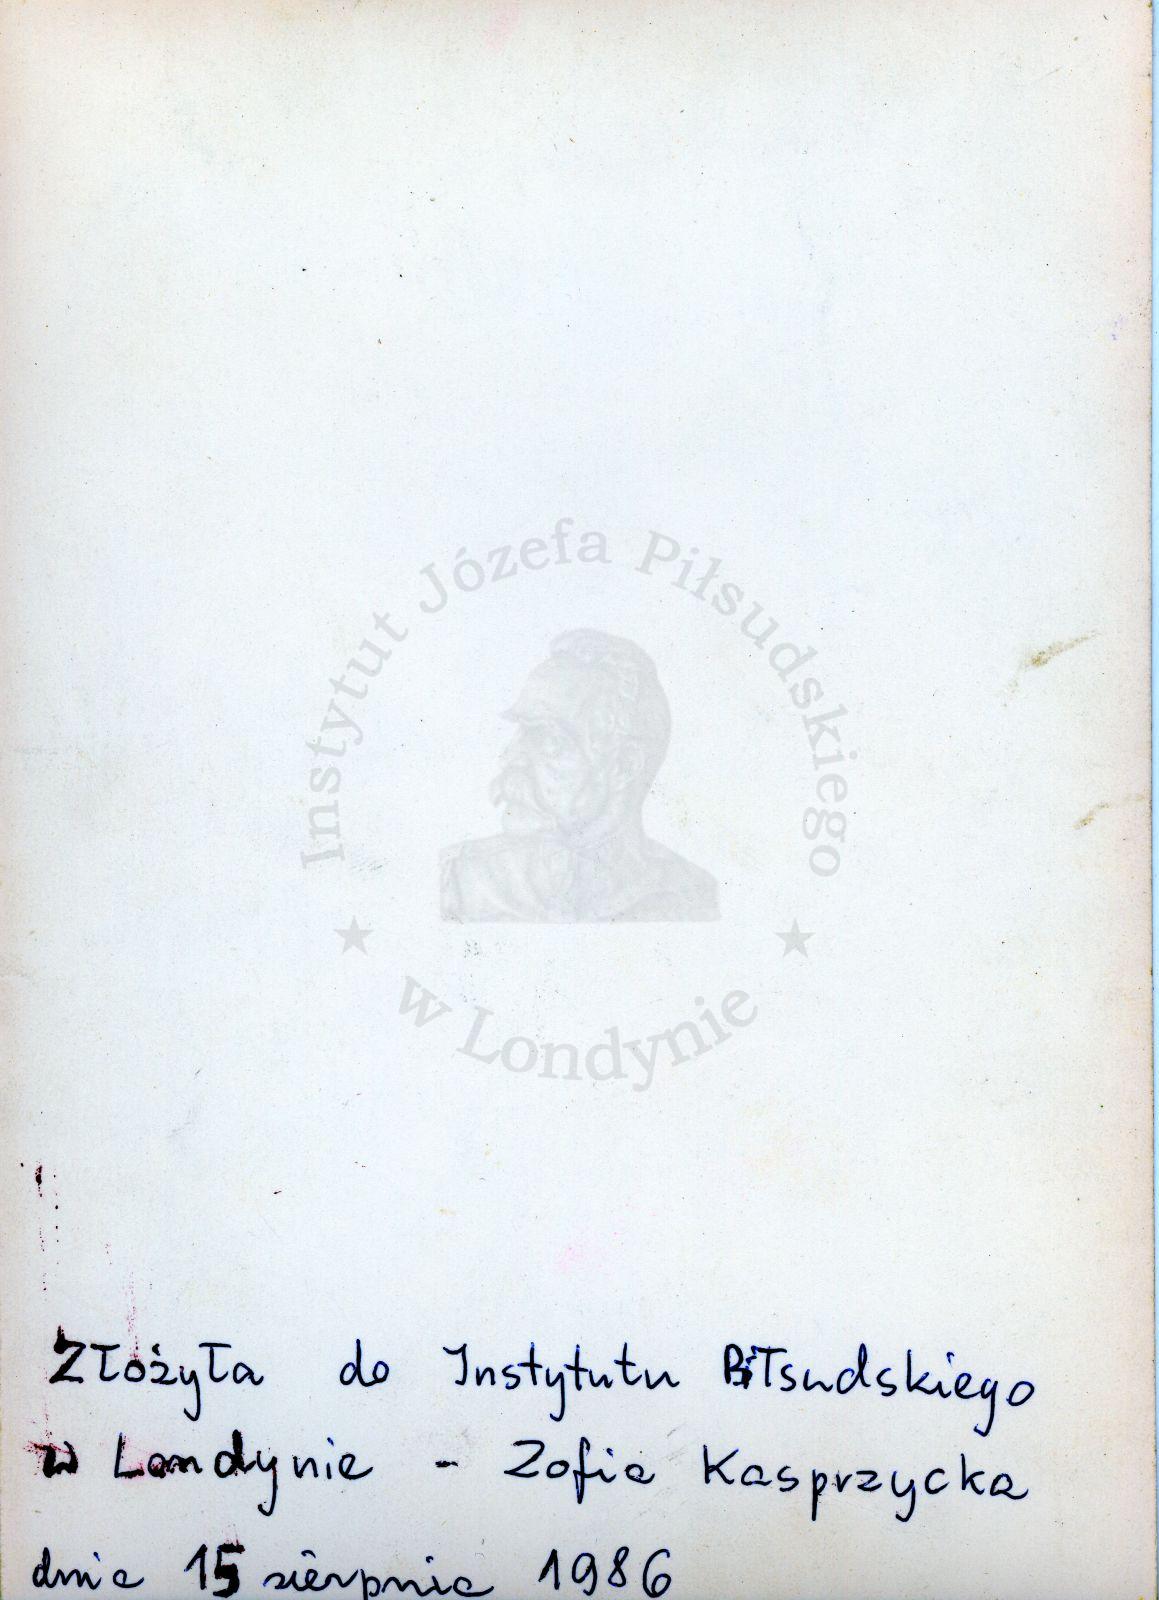 Instytut Józefa Piłsudskiego
w Londynie
Złożyła do Instytutu Piłsudskiego
w Londynie - Zofia Kasprzycka
dnia 15 sierpnia 1986